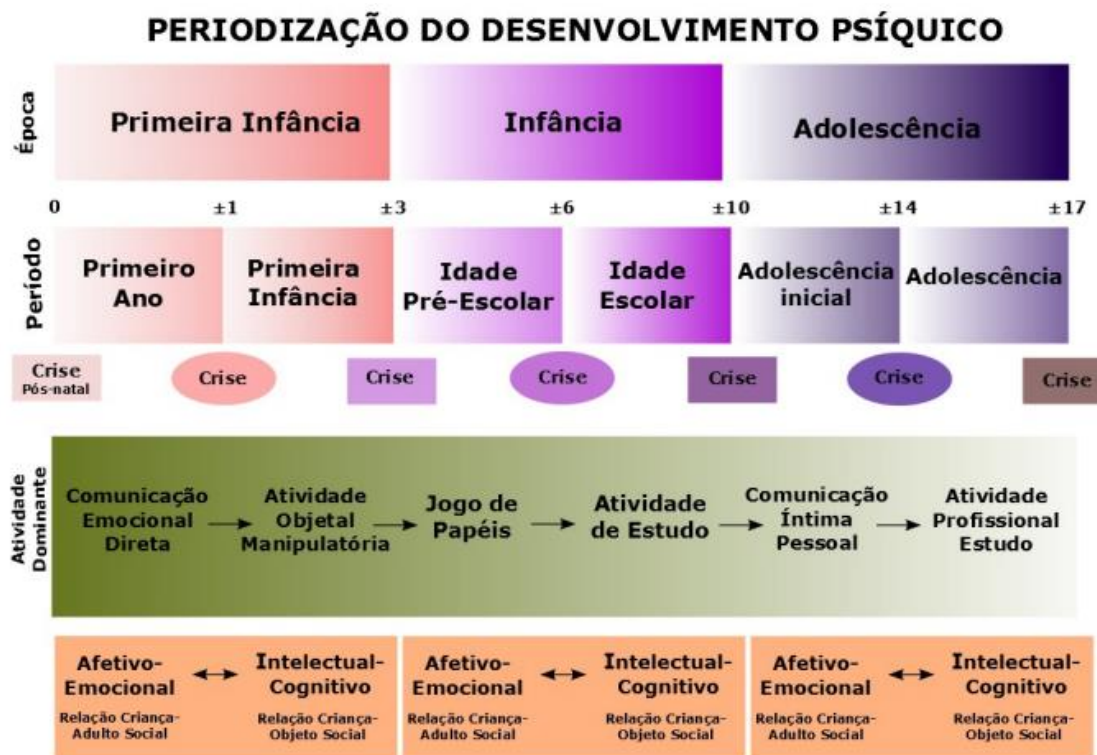 PERIODIZAÇÃO DO DESENVOLVIMENTO PSÍQUICO
Época
Primeira Infância
Infância
Adolescência
0 ±1 ±3 ±6 ±10 ±14 ±17
Período
Primeiro
Ano
Primeira
Infância
Idade
Pré-Escolar
Idade
Escolar
Adolescência
inicial
Adolescência
Crise
Pós-natal
Crise
Crise
Crise
Crise
Crise
Crise
Atividade
Dominante
Comunicação
Emocional
Direta
Atividade
Objetal
Manipulatória
Jogo de
Papéis
Atividade
de Estudo
Comunicação
Íntima
Pessoal
Atividade
Profissional
Estudo
Afetivo-
Emocional
Relação Criança-
Adulto Social
Intelectual-
Cognitivo
Relação Criança-
Objeto Social
Afetivo-
Emocional
Relação Criança-
Adulto Social
Intelectual-
Cognitivo
Relação Criança-
Objeto Social
Afetivo-
Emocional
Relação Criança-
Adulto Social
Intelectual-
Cognitivo
Relação Criança-
Objeto Social